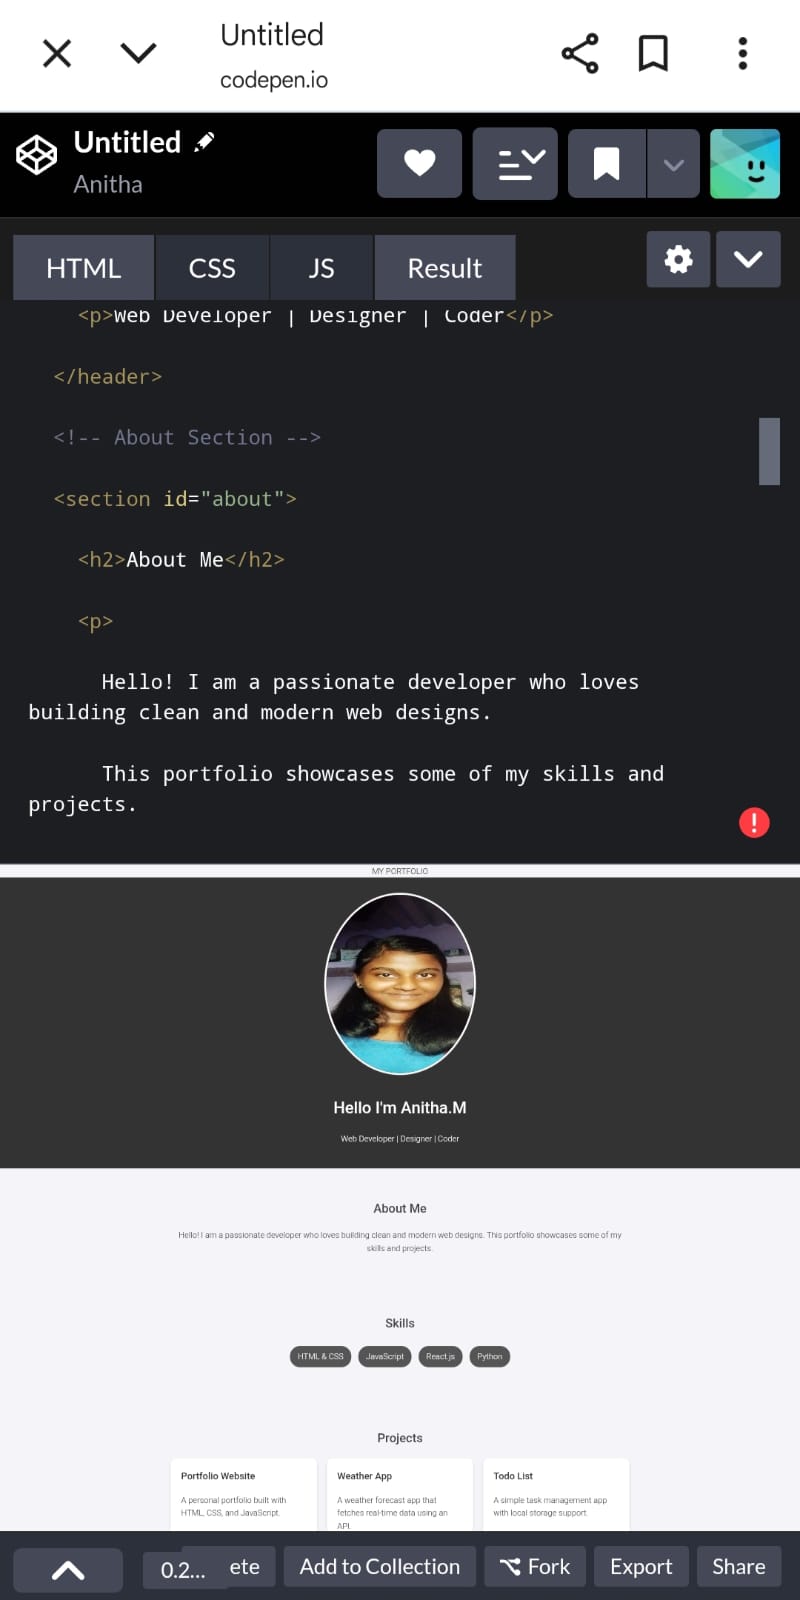 Untitled
codepen.io
Untitled
Anitha
HTML CSS JS Result
<p>Web Developer | Designer | Coder</p>
</header>
<!-- About Section -->
<section id="about">
<h2>About Me</h2>
<p>
Hello! I am a passionate developer who loves
building clean and modern web designs.
This portfolio showcases some of my skills and
projects.
MY PORTFOLIO
Hello I'm Anitha.M
Web Developer | Designer | Coder
About Me
Hello! I am a passionate developer who loves building clean and modern web designs. This portfolio showcases some of my
skills and projects.
Skills
HTML & CSS JavaScript React.js Python
Projects
Portfolio Website
A personal portfolio built with
HTML, CSS, and JavaScript.
Weather App
A weather forecast app that
fetches real-time data using an
API.
Todo List
A simple task management app
with local storage support.
0.2... ete Add to Collection Fork Export Share